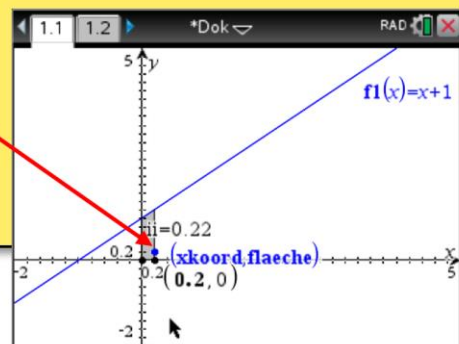 1.1 1.2 *Dok RAD
5 y
f1(x)=x+1
ii=0.22
0.2 (xkoord,flaeche) x
-2 0.2 5
(0.2,0)
-2